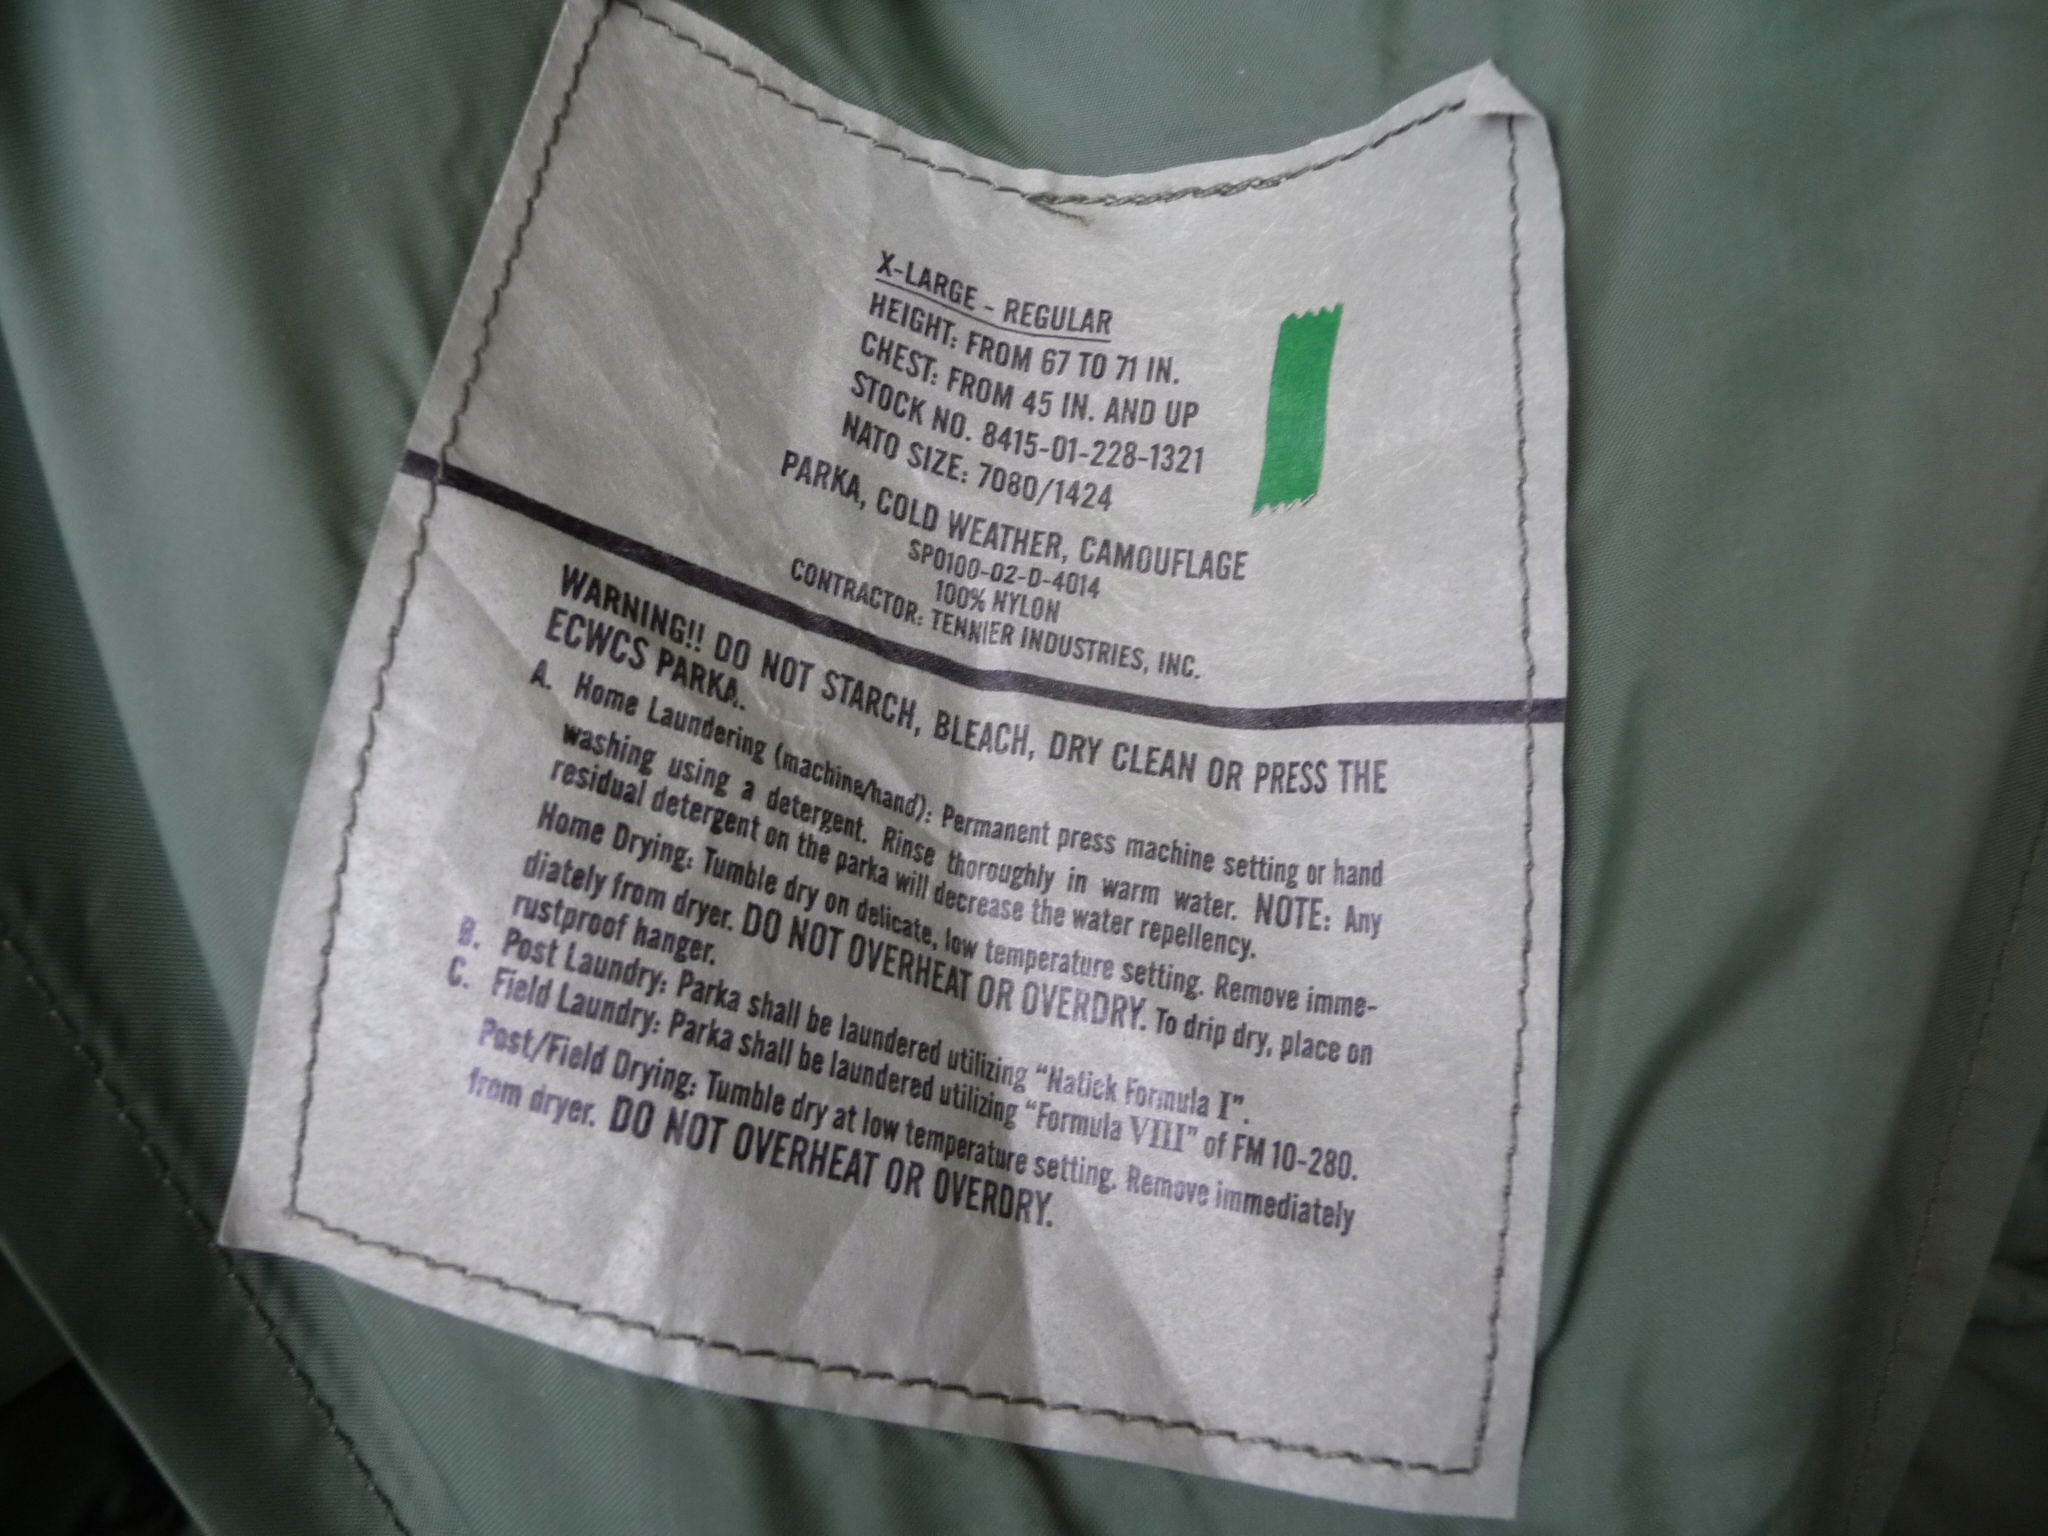 X-LARGE - REGULAR
HEIGHT: FROM 67 TO 71 IN.
CHEST: FROM 45 IN. AND UP
STOCK NO. 8415-01-228-1321
NATO SIZE: 7080/1424
PARKA, COLD WEATHER, CAMOUFLAGE
SP0100-02-D-4014
100% NYLON
CONTRACTOR: TENNIER INDUSTRIES, INC.
WARNING!! DO NOT STARCH, BLEACH, DRY CLEAN OR PRESS THE
ECWCS PARKA.
A. Home Laundering (machine/hand): Permanent press machine setting or hand
washing using a detergent. Rinse thoroughly in warm water. NOTE: Any
residual detergent on the parka will decrease the water repellency.
Home Drying: Tumble dry on delicate, low temperature setting. Remove imme-
diately from dryer. DO NOT OVERHEAT OR OVERDRY. To drip dry, place on
rustproof hanger.
B. Post Laundry: Parka shall be laundered utilizing "Natick Formula I".
C. Field Laundry: Parka shall be laundered utilizing "Formula VIII" of FM 10-280.
Post/Field Drying: Tumble dry at low temperature setting. Remove immediately
from dryer. DO NOT OVERHEAT OR OVERDRY.